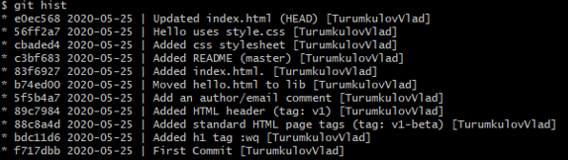 $ git hist
* e0ec568 2020-05-25 | Updated index.html (HEAD) [TurumkulovVlad]
* 56ff2a7 2020-05-25 | Hello uses style.css [TurumkulovVlad]
* cbaded4 2020-05-25 | Added css stylesheet [TurumkulovVlad]
* c3bf683 2020-05-25 | Added README (master) [TurumkulovVlad]
* 83f6927 2020-05-25 | Added index.html. [TurumkulovVlad]
* b74ed00 2020-05-25 | Moved hello.html to lib [TurumkulovVlad]
* 5f5b4a7 2020-05-25 | Add an author/email comment [TurumkulovVlad]
* 89c7984 2020-05-25 | Added HTML header (tag: v1) [TurumkulovVlad]
* 88c8a4d 2020-05-25 | Added standard HTML page tags (tag: v1-beta) [TurumkulovVlad]
* bdc11d6 2020-05-25 | Added h1 tag :wq [TurumkulovVlad]
* f717dbb 2020-05-25 | First Commit [TurumkulovVlad]